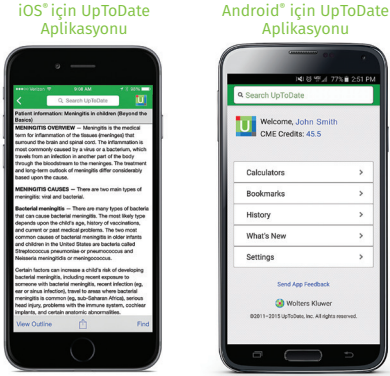 iOS® için UpToDate
Aplikasyonu
Verizon 9:08 AM
Search UpToDate
Patient information: Meningitis in children (Beyond the
Basics)
MENINGITIS OVERVIEW — Meningitis is the medical
term for inflammation of the tissues (meninges) that
surround the brain and spinal cord. The inflammation is
most commonly caused by a virus or a bacterium, which
travels from an infection in another part of the body
through the bloodstream to the meninges. The treatment
and long-term outlook of meningitis differ considerably
based upon the cause.
MENINGITIS CAUSES — There are two main types of
meningitis: viral and bacterial.
Bacterial meningitis — There are many types of bacteria
that can cause bacterial meningitis. The most likely type
depends upon the child's age, history of vaccinations,
and current or past medical problems. The two most
common causes of bacterial meningitis in older infants
and children in the United States are bacteria called
Streptococcus pneumoniae or pneumococcus and
Neisseria meningitidis or meningococcus.
Certain factors can increase a child's risk of developing
bacterial meningitis, including recent exposure to
someone with bacterial meningitis, recent infection (eg,
ear or sinus infection), travel to areas where bacterial
meningitis is common (eg, sub-Saharan Africa), serious
head injury, problems with the immune system, cochlear
implants, and certain anatomic abnormalities.
View Outline Find
Android® için UpToDate
Aplikasyonu
77% 2:51 PM
Search UpToDate
Welcome, John Smith
CME Credits: 45.5
Calculators
Bookmarks
History
What's New
Settings
Send App Feedback
Wolters Kluwer
©2011–2015 UpToDate, Inc. All rights reserved.